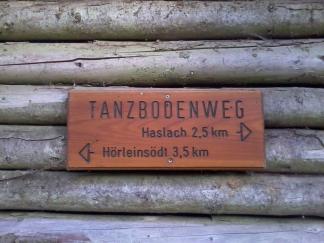 TANZBODENWEG
Haslach 2,5 km
Hörleinsödt 3,5 km